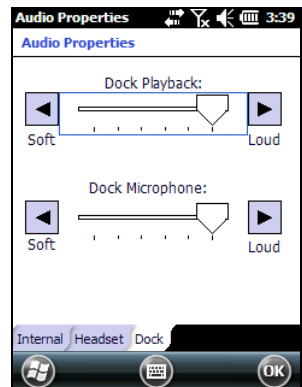 Audio Properties 3:39
Audio Properties
Dock Playback:
Soft Loud
Dock Microphone:
Soft Loud
Internal Headset Dock
OK